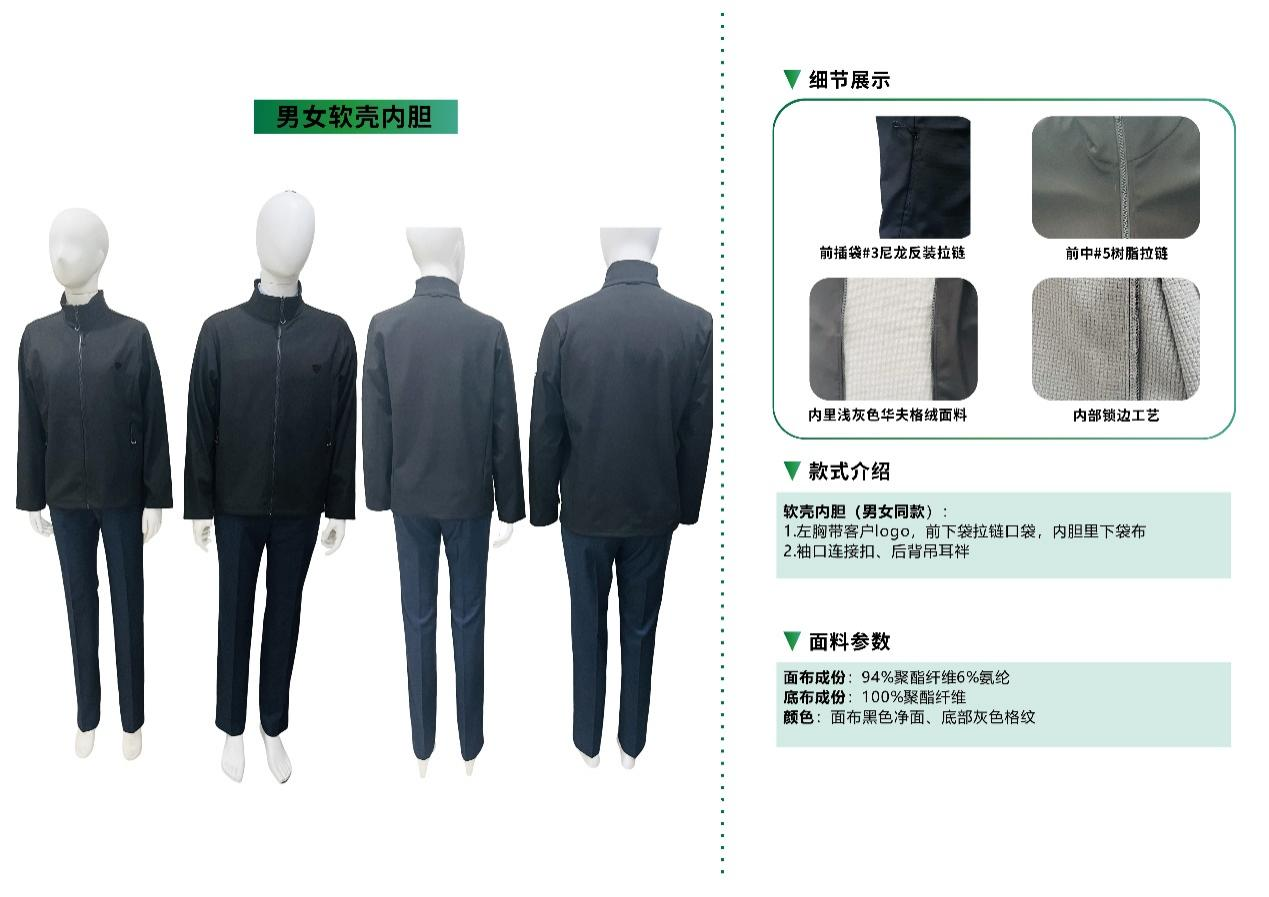 男女软壳内胆
细节展示
前插袋#3尼龙反装拉链
前中#5树脂拉链
内里浅灰色华夫格绒面料
内部锁边工艺
款式介绍
软壳内胆（男女同款）:
1.左胸带客户logo，前下袋拉链口袋，内胆里下袋布
2.袖口连接扣、后背吊耳袢
面料参数
面布成份：94%聚酯纤维6%氨纶
底布成份：100%聚酯纤维
颜色：面布黑色净面、底部灰色格纹